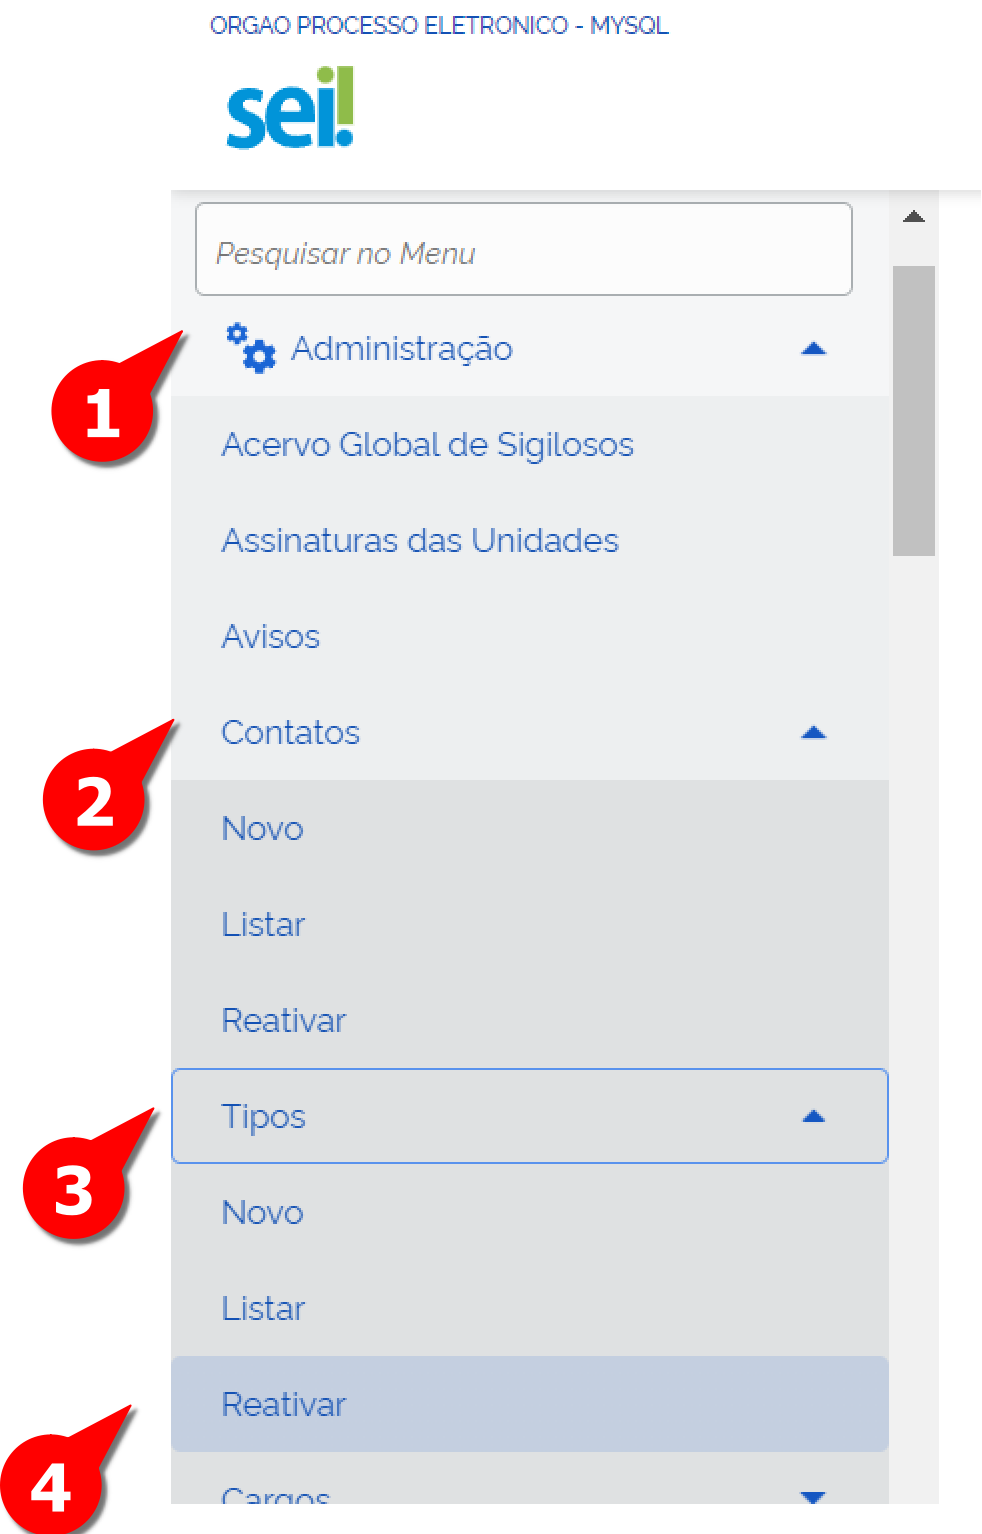 ORGAO PROCESSO ELETRONICO - MYSQL
sei!
Pesquisar no Menu
Administração
1
Acervo Global de Sigilosos
Assinaturas das Unidades
Avisos
Contatos
2
Novo
Listar
Reativar
Tipos
3
Novo
Listar
Reativar
4
Cargos